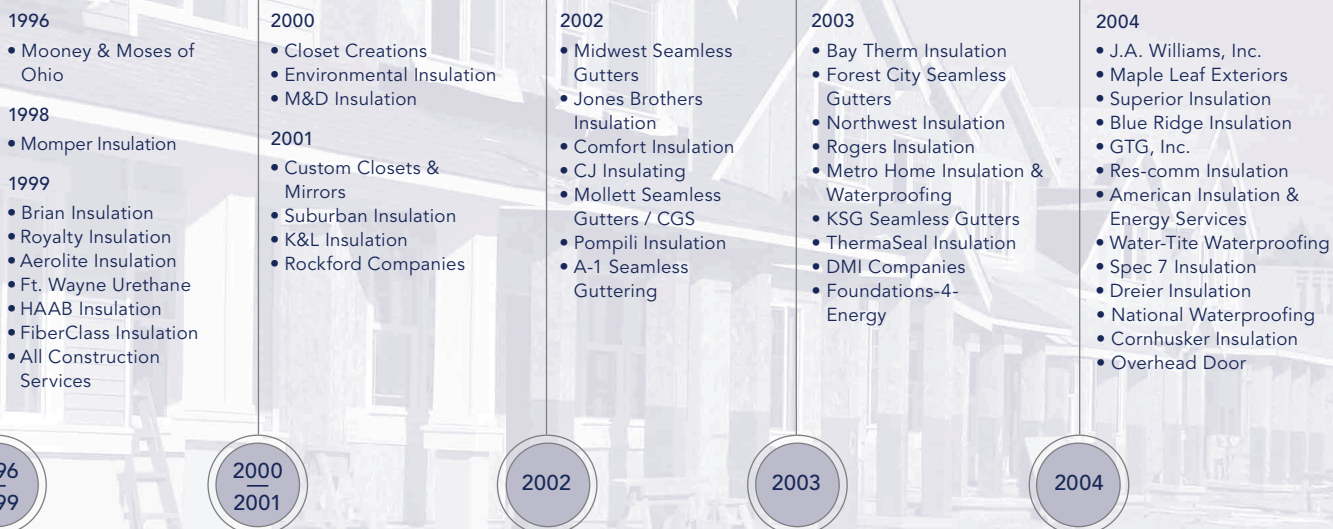 1996
• Mooney & Moses of
Ohio
1998
• Momper Insulation
1999
• Brian Insulation
• Royalty Insulation
• Aerolite Insulation
• Ft. Wayne Urethane
• HAAB Insulation
• FiberClass Insulation
• All Construction
Services
2000
• Closet Creations
• Environmental Insulation
• M&D Insulation
2001
• Custom Closets &
Mirrors
• Suburban Insulation
• K&L Insulation
• Rockford Companies
2002
• Midwest Seamless
Gutters
• Jones Brothers
Insulation
• Comfort Insulation
• CJ Insulating
• Mollett Seamless
Gutters / CGS
• Pompili Insulation
• A-1 Seamless
Guttering
2003
• Bay Therm Insulation
• Forest City Seamless
Gutters
• Northwest Insulation
• Rogers Insulation
• Metro Home Insulation &
Waterproofing
• KSG Seamless Gutters
• ThermaSeal Insulation
• DMI Companies
• Foundations-4-
Energy
2004
• J.A. Williams, Inc.
• Maple Leaf Exteriors
• Superior Insulation
• Blue Ridge Insulation
• GTG, Inc.
• Res-comm Insulation
• American Insulation &
Energy Services
• Water-Tite Waterproofing
• Spec 7 Insulation
• Dreier Insulation
• National Waterproofing
• Cornhusker Insulation
• Overhead Door
96
99
2000
2001
2002
2003
2004